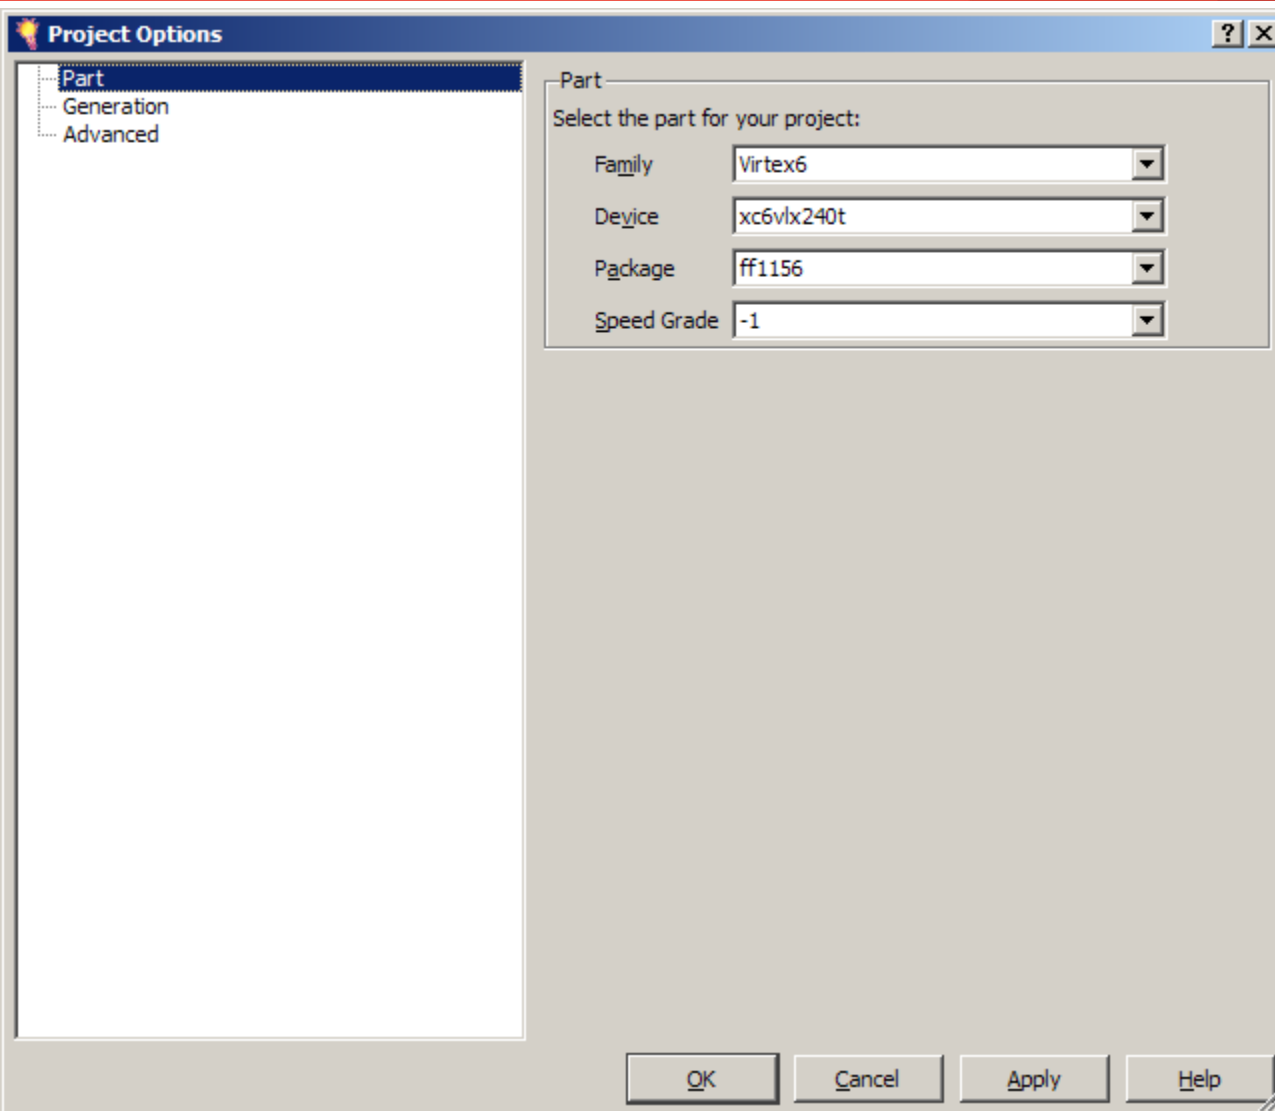 Project Options
Part
Generation
Advanced
Part
Select the part for your project:
Family Virtex6
Device xc6vlx240t
Package ff1156
Speed Grade -1
OK Cancel Apply Help